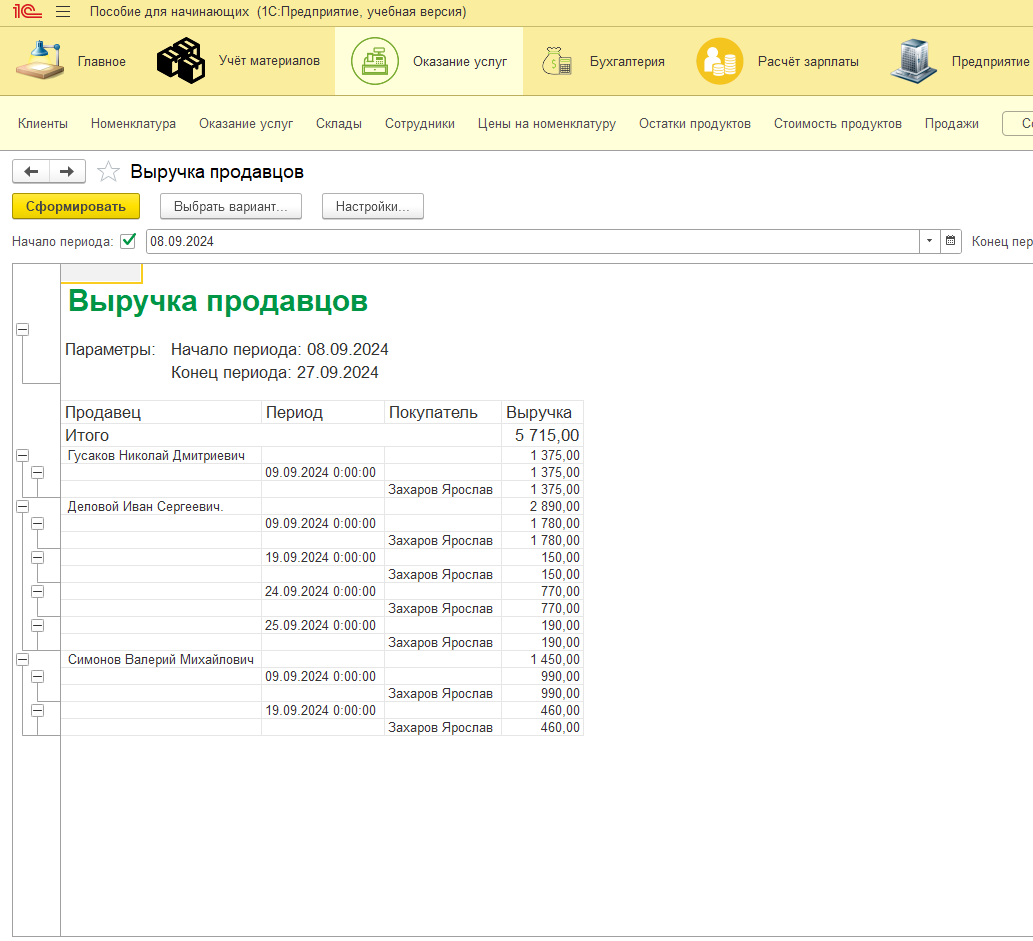 1С Пособие для начинающих (1С:Предприятие, учебная версия)
Главное Учёт материалов Оказание услуг Бухгалтерия Расчёт зарплаты Предприятие
Клиенты Номенклатура Оказание услуг Склады Сотрудники Цены на номенклатуру Остатки продуктов Стоимость продуктов Продажи
Выручка продавцов
Сформировать Выбрать вариант... Настройки...
Начало периода: 08.09.2024 Конец пер
Выручка продавцов
Параметры: Начало периода: 08.09.2024
Конец периода: 27.09.2024
Продавец Период Покупатель Выручка
Итого 5 715,00
Гусаков Николай Дмитриевич 1 375,00
09.09.2024 0:00:00 1 375,00
Захаров Ярослав 1 375,00
Деловой Иван Сергеевич. 2 890,00
09.09.2024 0:00:00 1 780,00
Захаров Ярослав 1 780,00
19.09.2024 0:00:00 150,00
Захаров Ярослав 150,00
24.09.2024 0:00:00 770,00
Захаров Ярослав 770,00
25.09.2024 0:00:00 190,00
Захаров Ярослав 190,00
Симонов Валерий Михайлович 1 450,00
09.09.2024 0:00:00 990,00
Захаров Ярослав 990,00
19.09.2024 0:00:00 460,00
Захаров Ярослав 460,00